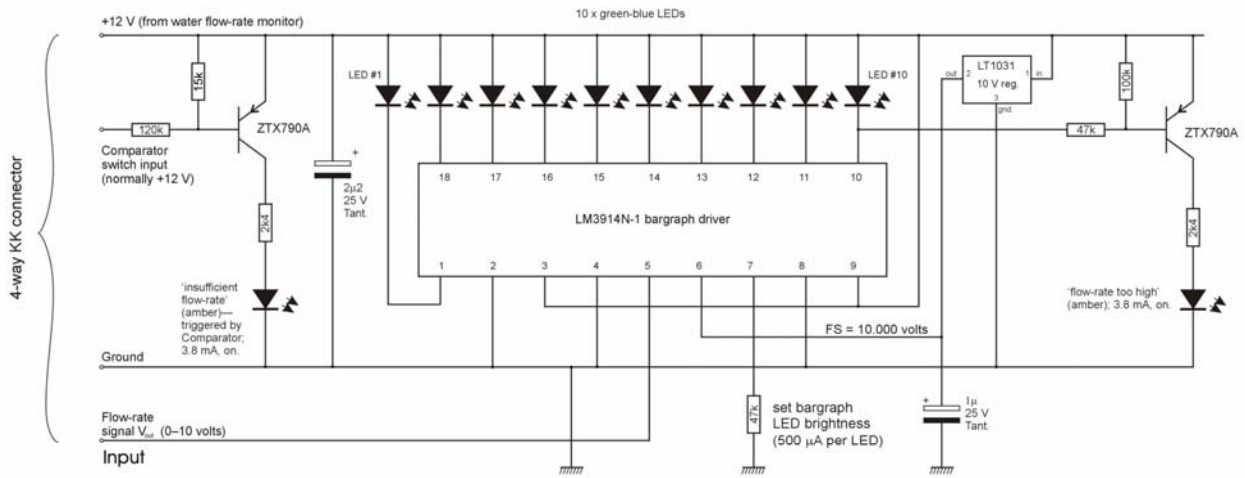 +12 V (from water flow-rate monitor)
10 x green-blue LEDs
15k
ZTX790A
120k
Comparator
switch input
(normally +12 V)
4-way KK connector
2k4
'insufficient
flow-rate'
(amber)—
triggered by
Comparator;
3.8 mA, on.
+
2µ2
25 V
Tant.
LED #1
LED #10
18 17 16 15 14 13 12 11 10
LM3914N-1 bargraph driver
1 2 3 4 5 6 7 8 9
out
2
LT1031
10 V reg.
1
in
3
gnd.
100k
47k
ZTX790A
2k4
'flow-rate too high'
(amber); 3.8 mA, on.
FS = 10.000 volts
Ground
Flow-rate
signal Vout (0–10 volts)
Input
47k
set bargraph
LED brightness
(500 µA per LED)
+
1µ
25 V
Tant.